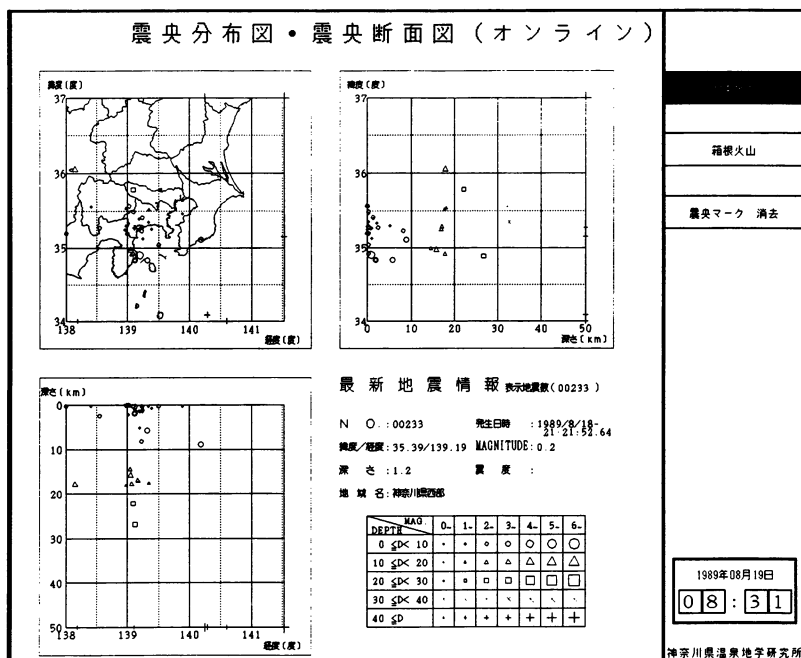 震央分布図・震央断面図(オンライン)
緯度(度)
37
36
35
34
138
139
140
141
経度(度)
緯度(度)
37
36
35
34
0
10
20
30
40
50
深さ(km)
深さ(km)
0
10
20
30
40
50
138
139
140
141
経度(度)
最新地震情報 表示地震数(00233)
N O.:00233 発生日時 :1989/8/18-
21:21:52.64
緯度/経度:35.39/139.19 MAGNITUDE:0.2
深 さ:1.2 震 度 :
地 域 名:神奈川県西部
MAG. 0- 1- 2- 3- 4- 5- 6-
DEPTH
0 ≦D< 10
10 ≦D< 20
20 ≦D< 30
30 ≦D< 40
40 ≦D
箱根火山
震央マーク 消去
1989年08月19日
08:31
神奈川県温泉地学研究所